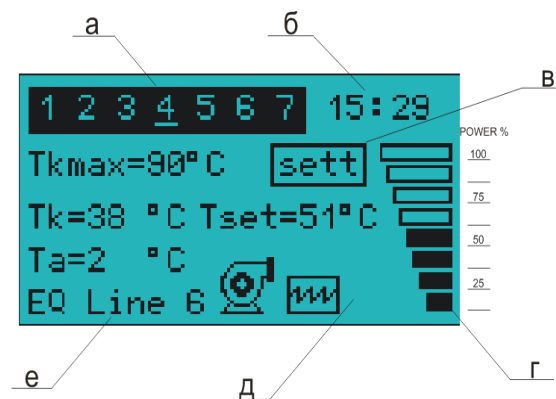 а
б
в
1 2 3 4 5 6 7 15:29
POWER %
Tkmax=90°C sett
100
75
Tk=38 °C Tset=51°C
50
Ta=2 °C
25
EQ Line 6
е
д
г